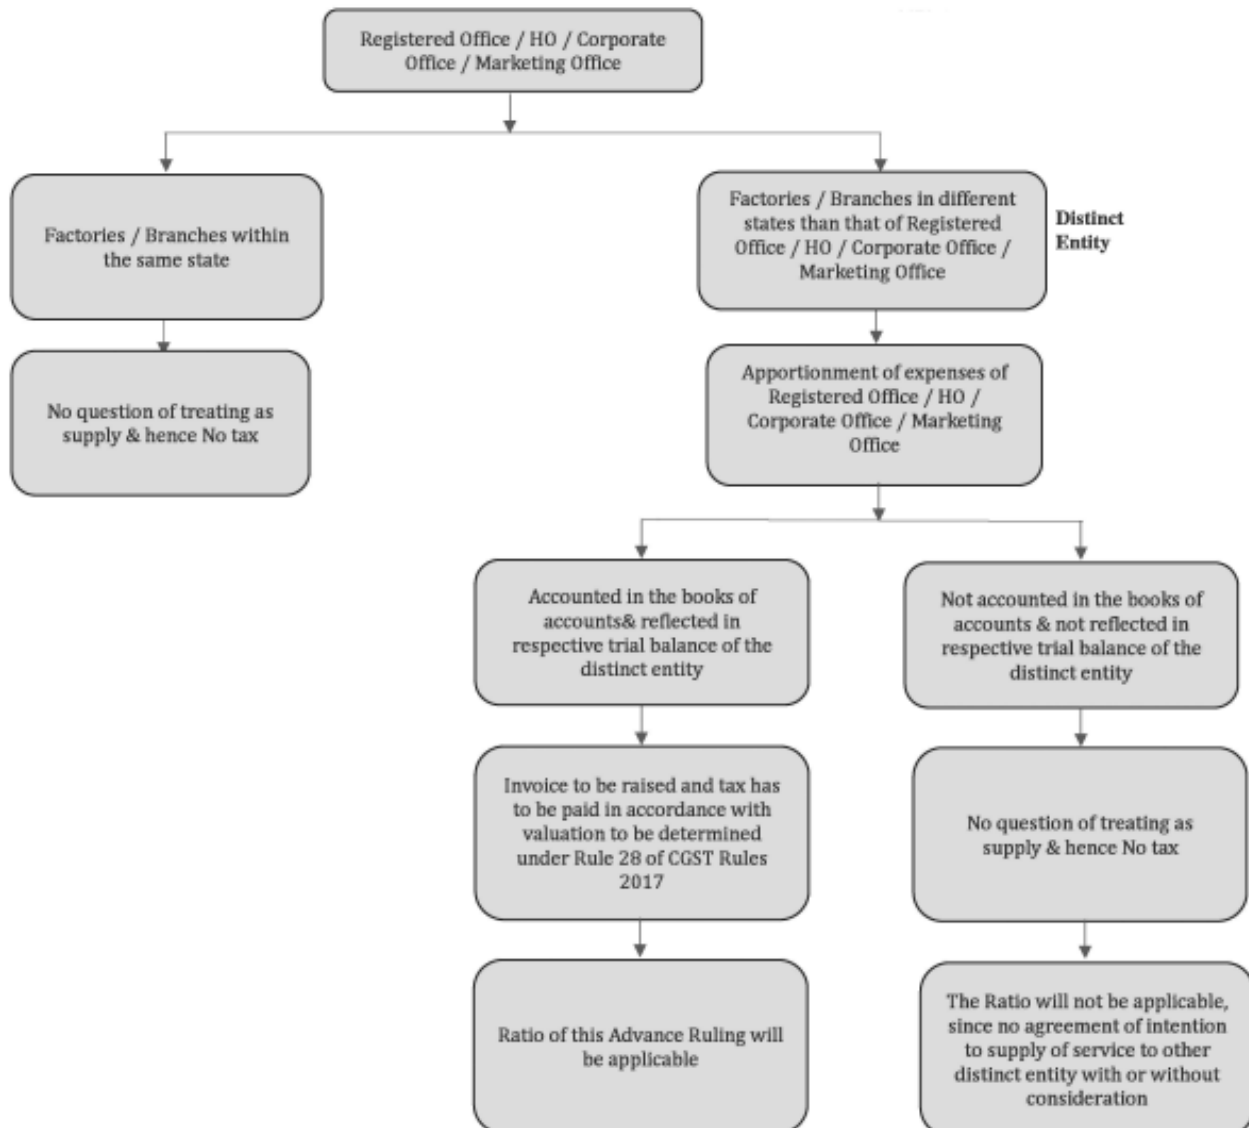 Registered Office / HO / Corporate
Office / Marketing Office
Factories / Branches within
the same state
Factories / Branches in different
states than that of Registered
Office / HO / Corporate Office /
Marketing Office
Distinct
Entity
No question of treating as
supply & hence No tax
Apportionment of expenses of
Registered Office / HO /
Corporate Office / Marketing
Office
Accounted in the books of
accounts& reflected in
respective trial balance of the
distinct entity
Not accounted in the books of
accounts & not reflected in
respective trial balance of the
distinct entity
Invoice to be raised and tax has
to be paid in accordance with
valuation to be determined
under Rule 28 of CGST Rules
2017
No question of treating as
supply & hence No tax
Ratio of this Advance Ruling will
be applicable
The Ratio will not be applicable,
since no agreement of intention
to supply of service to other
distinct entity with or without
consideration